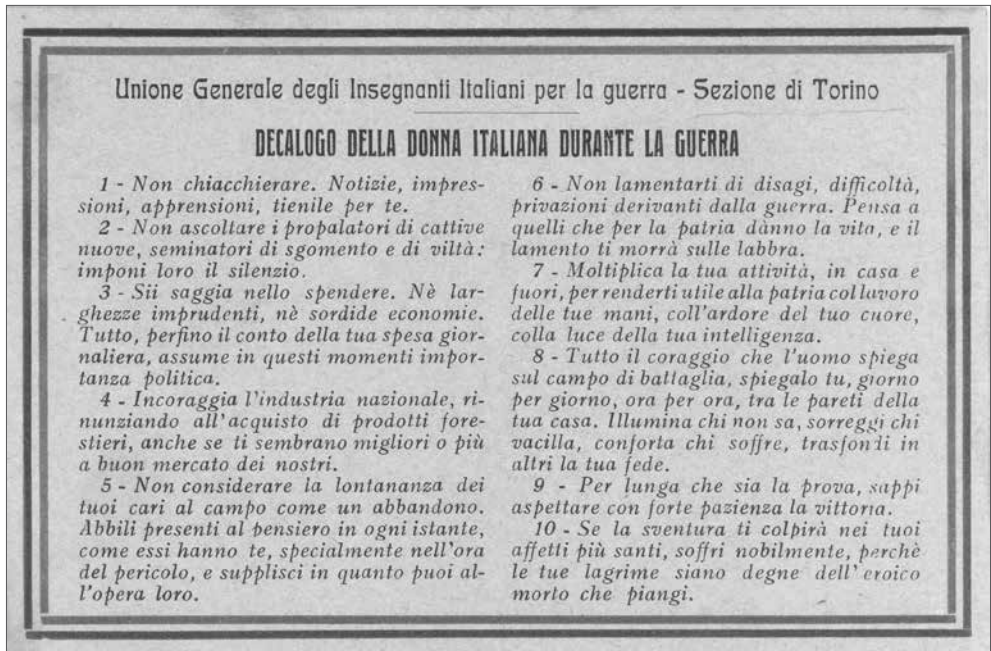 Unione Generale degli Insegnanti Italiani per la guerra - Sezione di Torino
DECALOGO DELLA DONNA ITALIANA DURANTE LA GUERRA
1 - Non chiacchierare. Notizie, impres-
sioni, apprensioni, tienile per te.
2 - Non ascoltare i propalatori di cattive
nuove, seminatori di sgomento e di viltà:
imponi loro il silenzio.
3 - Sii saggia nello spendere. Nè lar-
ghezze imprudenti, nè sordide economie.
Tutto, perfino il conto della tua spesa gior-
naliera, assume in questi momenti impor-
tanza politica.
4 - Incoraggia l'industria nazionale, ri-
nunziando all'acquisto di prodotti fore-
stieri, anche se ti sembrano migliori o più
a buon mercato dei nostri.
5 - Non considerare la lontananza dei
tuoi cari al campo come un abbandono.
Abbili presenti al pensiero in ogni istante,
come essi hanno te, specialmente nell'ora
del pericolo, e supplisci in quanto puoi al-
l'opera loro.
6 - Non lamentarti di disagi, difficoltà,
privazioni derivanti dalla guerra. Pensa a
quelli che per la patria dànno la vita, e il
lamento ti morrà sulle labbra.
7 - Moltiplica la tua attività, in casa e
fuori, per renderti utile alla patria col lavoro
delle tue mani, coll'ardore del tuo cuore,
colla luce della tua intelligenza.
8 - Tutto il coraggio che l'uomo spiega
sul campo di battaglia, spiegalo tu, giorno
per giorno, ora per ora, tra le pareti della
tua casa. Illumina chi non sa, sorreggi chi
vacilla, conforta chi soffre, trasfondi in
altri la tua fede.
9 - Per lunga che sia la prova, sappi
aspettare con forte pazienza la vittoria.
10 - Se la sventura ti colpirà nei tuoi
affetti più santi, soffri nobilmente, perchè
le tue lagrime siano degne dell'eroico
morto che piangi.